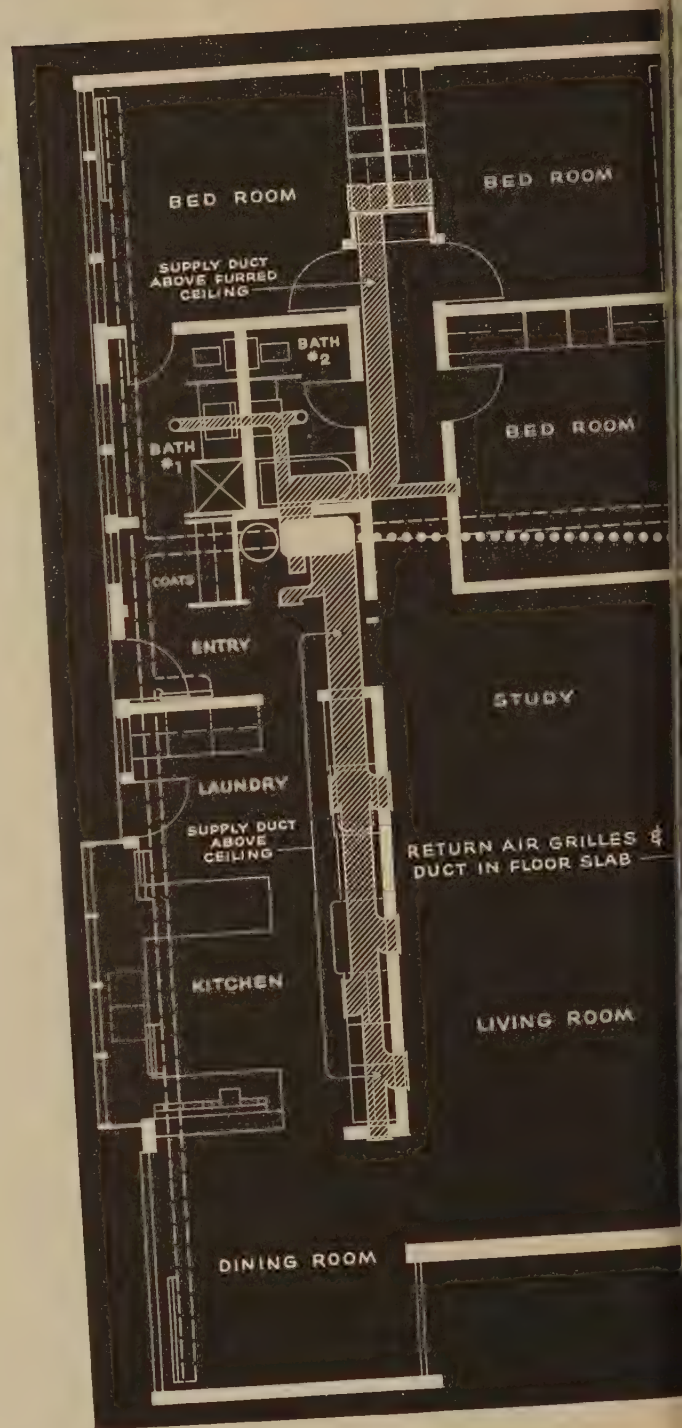 BED ROOM
BED ROOM
SUPPLY DUCT
ABOVE FURRED
CEILING
BATH
#2
BED ROOM
BATH
#1
COATS
ENTRY
STUDY
LAUNDRY
SUPPLY DUCT
ABOVE
CEILING
RETURN AIR GRILLES &
DUCT IN FLOOR SLAB
KITCHEN
LIVING ROOM
DINING ROOM